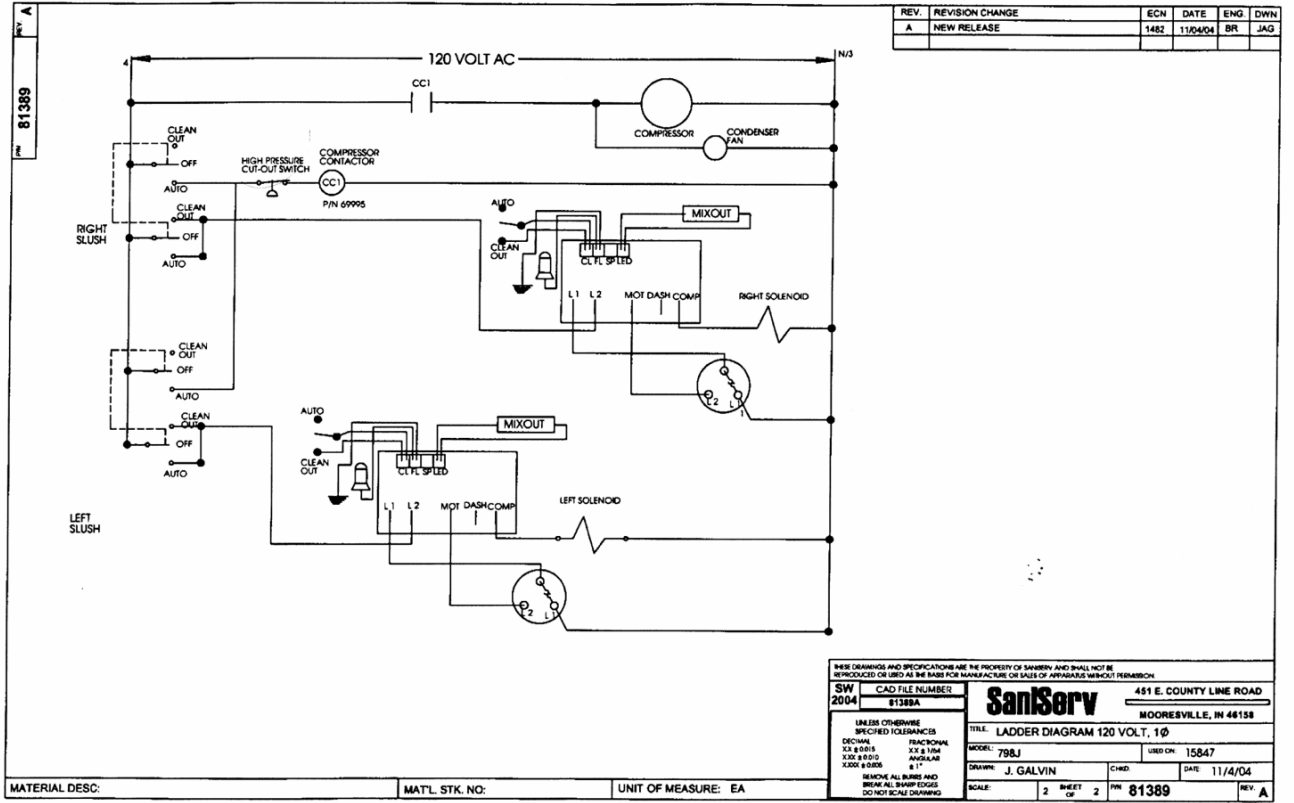 REV. A
P/N 81389
REV. REVISION CHANGE ECN DATE ENG. DWN
A NEW RELEASE 1482 11/04/04 BR JAG
4 120 VOLT AC N/3
CC1
COMPRESSOR
CONDENSER
FAN
CLEAN
OUT
OFF
AUTO
HIGH PRESSURE
CUT-OUT SWITCH
COMPRESSOR
CONTACTOR
CC1
P/N 69995
RIGHT
SLUSH
CLEAN
OUT
OFF
AUTO
AUTO
CLEAN
OUT
MIXOUT
CL FL SP LED
L1 L2 MOT DASH COMP
RIGHT SOLENOID
L2 L1
1
CLEAN
OUT
OFF
AUTO
CLEAN
OUT
OFF
AUTO
LEFT
SLUSH
AUTO
CLEAN
OUT
MIXOUT
CL FL SP LED
L1 L2 MOT DASH COMP
LEFT SOLENOID
L2 L1
THESE DRAWINGS AND SPECIFICATIONS ARE THE PROPERTY OF SANISERV AND SHALL NOT BE
REPRODUCED OR USED AS THE BASIS FOR MANUFACTURE OR SALES OF APPARATUS WITHOUT PERMISSION.
SW
2004
CAD FILE NUMBER
81389A
UNLESS OTHERWISE
SPECIFIED TOLERANCES
DECIMAL FRACTIONAL
X.X ± 0.015 X.X ± 1/64
X.XX ± 0.010 ANGULAR
X.XXX ± 0.005 ± 1°
REMOVE ALL BURRS AND
BREAK ALL SHARP EDGES
DO NOT SCALE DRAWING
SaniServ
451 E. COUNTY LINE ROAD
MOORESVILLE, IN 46158
TITLE: LADDER DIAGRAM 120 VOLT, 1Ø
MODEL: 798J USED ON: 15847
DRAWN: J. GALVIN CHKD. DATE: 11/4/04
SCALE: 2 SHEET OF 2 P/N 81389 REV. A
MATERIAL DESC: MAT'L. STK. NO: UNIT OF MEASURE: EA